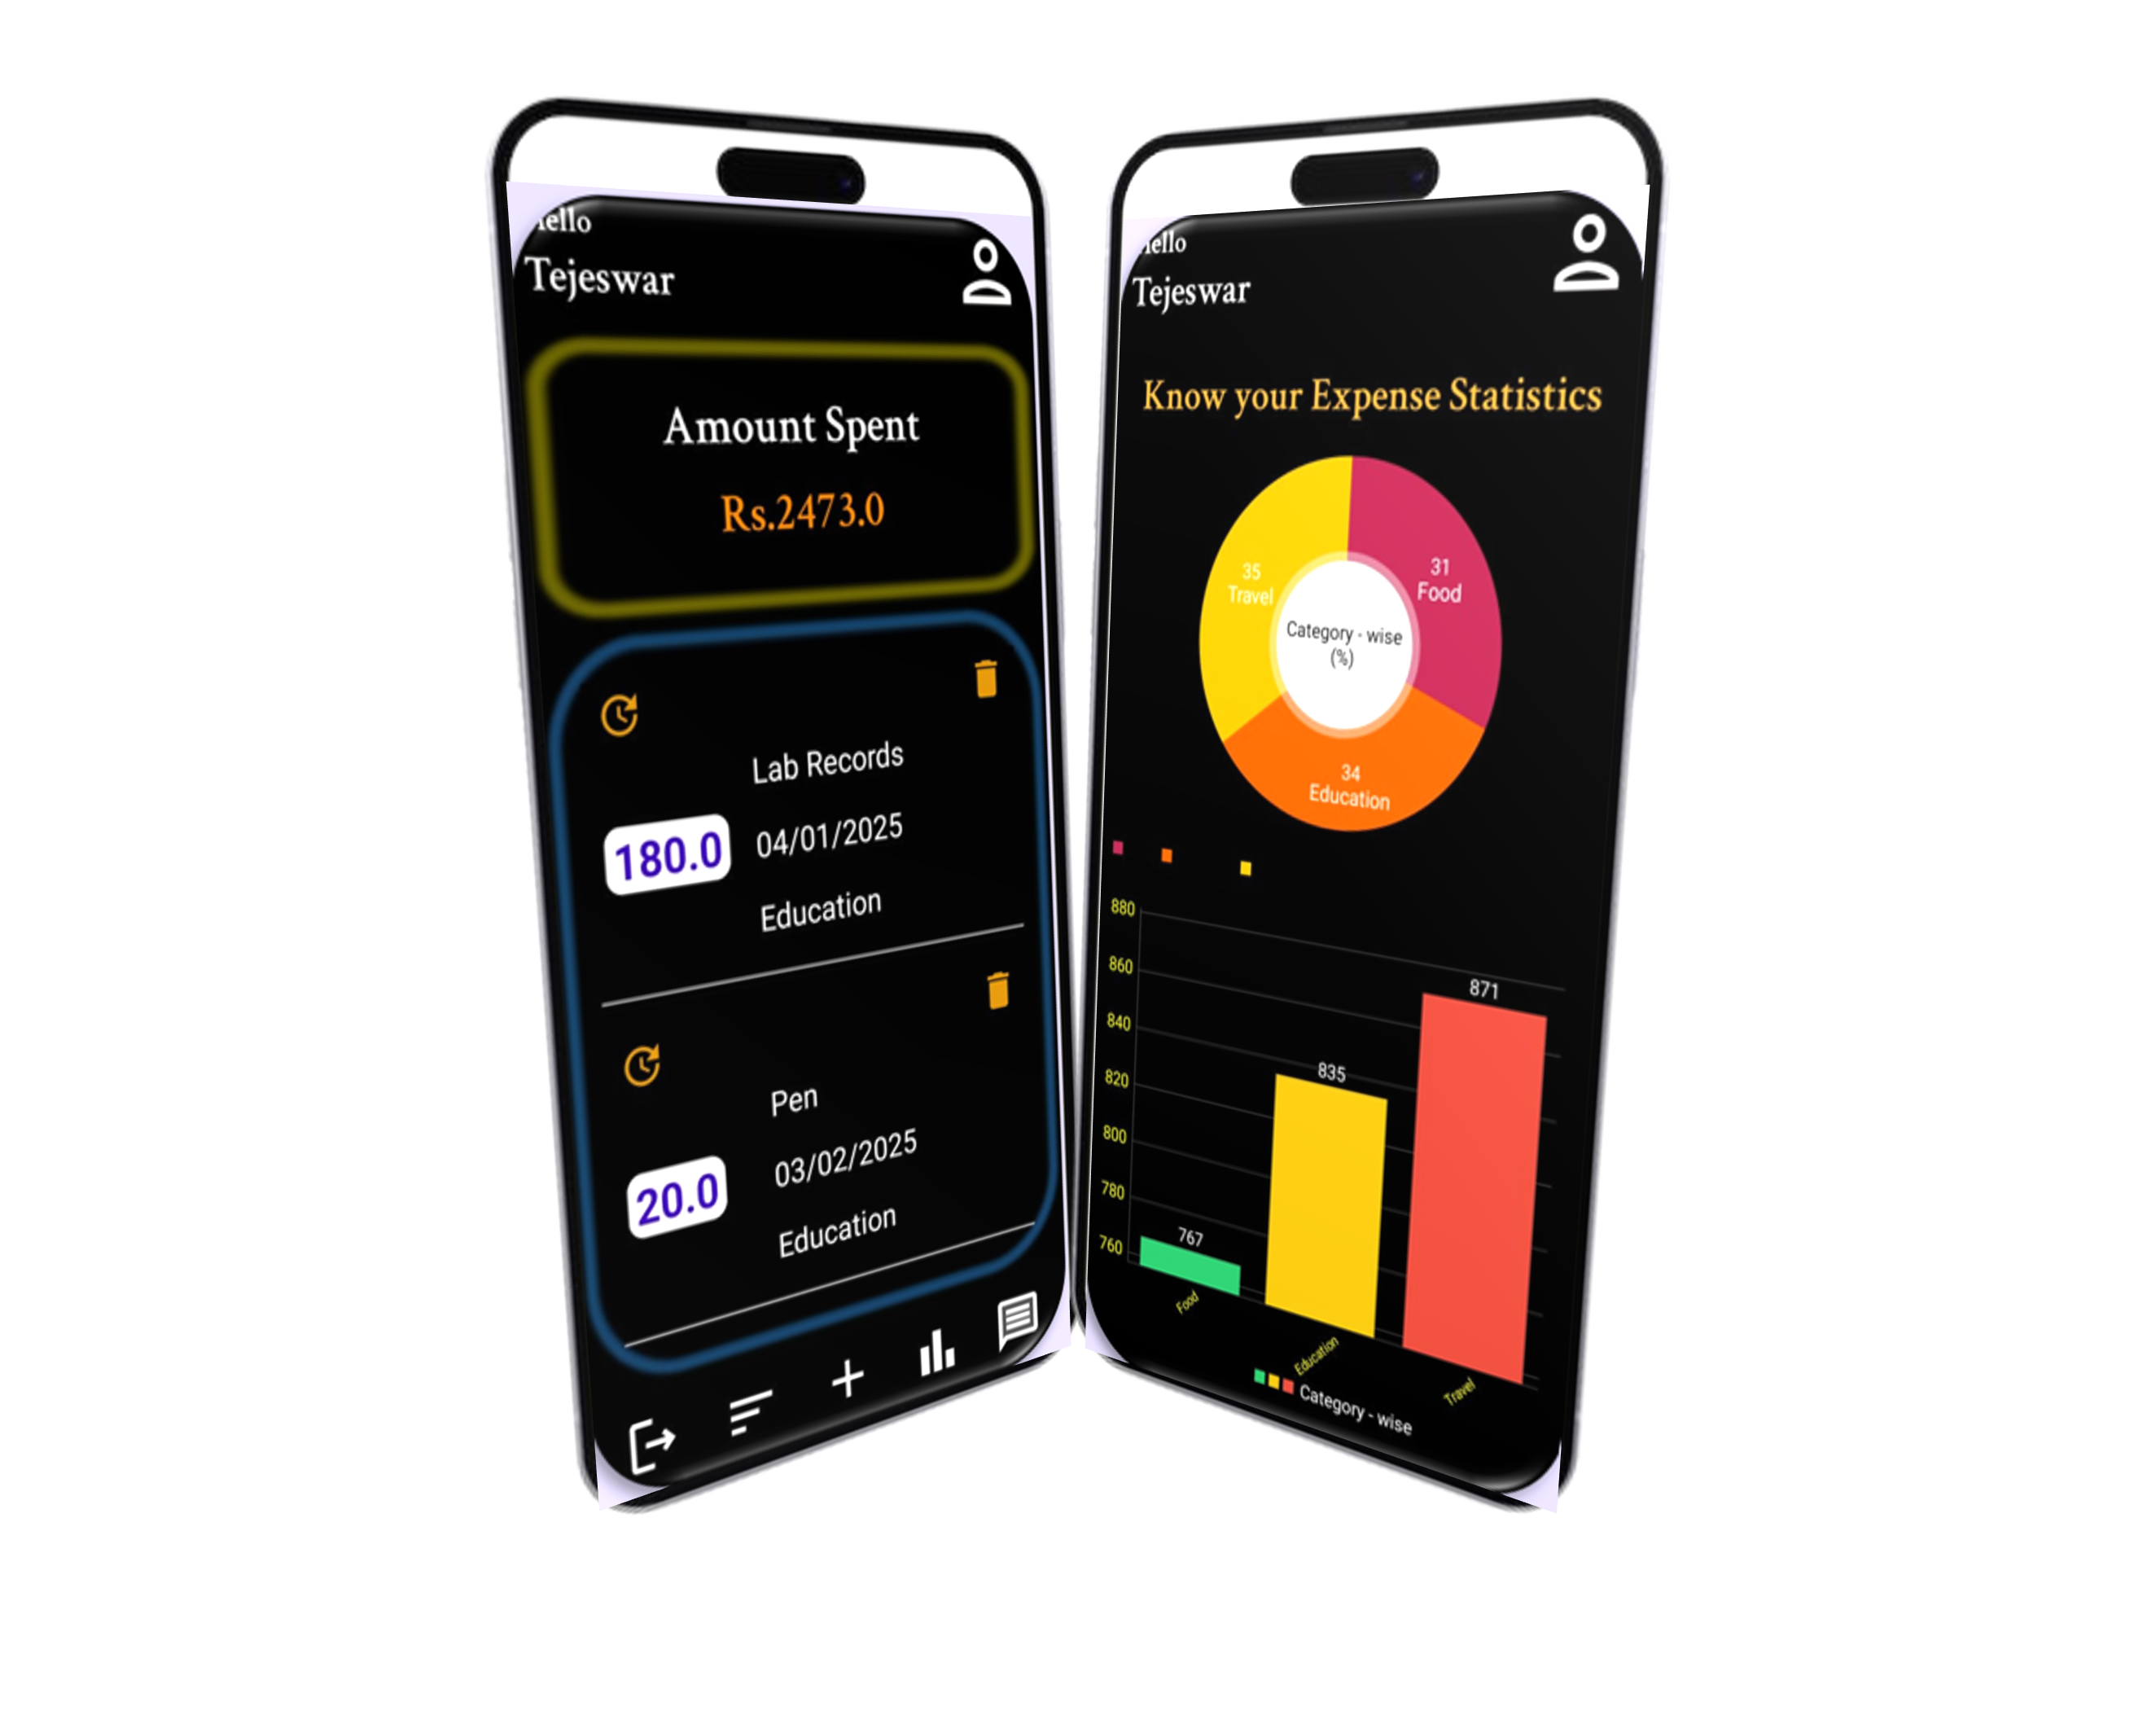 ello
Tejeswar
Amount Spent
Rs.2473.0
Lab Records
180.0
04/01/2025
Education
Pen
20.0
03/02/2025
Education
ello
Tejeswar
Know your Expense Statistics
35
Travel
31
Food
Category - wise
(%)
34
Education
880
860
840
820
800
780
760
767
835
871
Food
Education
Travel
Category - wise